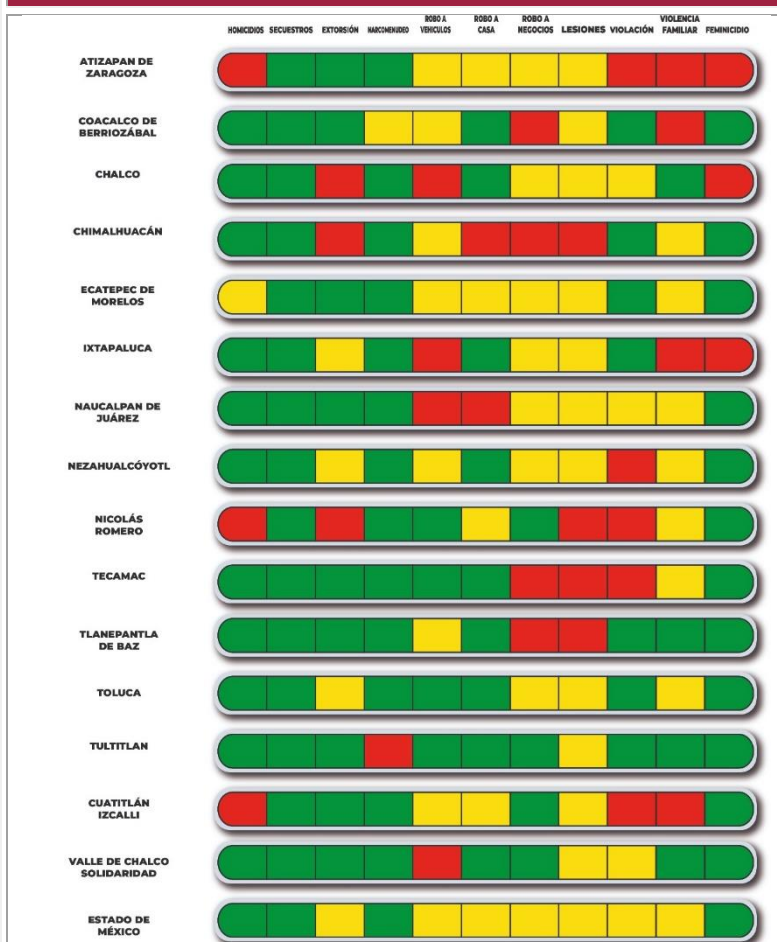 HOMICIDIOS SECUESTROS EXTORSIÓN NARCOMENUDEO ROBO A VEHICULOS ROBO A CASA ROBO A NEGOCIOS LESIONES VIOLACIÓN VIOLENCIA FAMILIAR FEMINICIDIO
ATIZAPAN DE
ZARAGOZA
COACALCO DE
BERRIOZÁBAL
CHALCO
CHIMALHUACÁN
ECATEPEC DE
MORELOS
IXTAPALUCA
NAUCALPAN DE
JUÁREZ
NEZAHUALCÓYOTL
NICOLÁS
ROMERO
TECAMAC
TLANEPANTLA
DE BAZ
TOLUCA
TULTITLAN
CUATITLÁN
IZCALLI
VALLE DE CHALCO
SOLIDARIDAD
ESTADO DE
MÉXICO